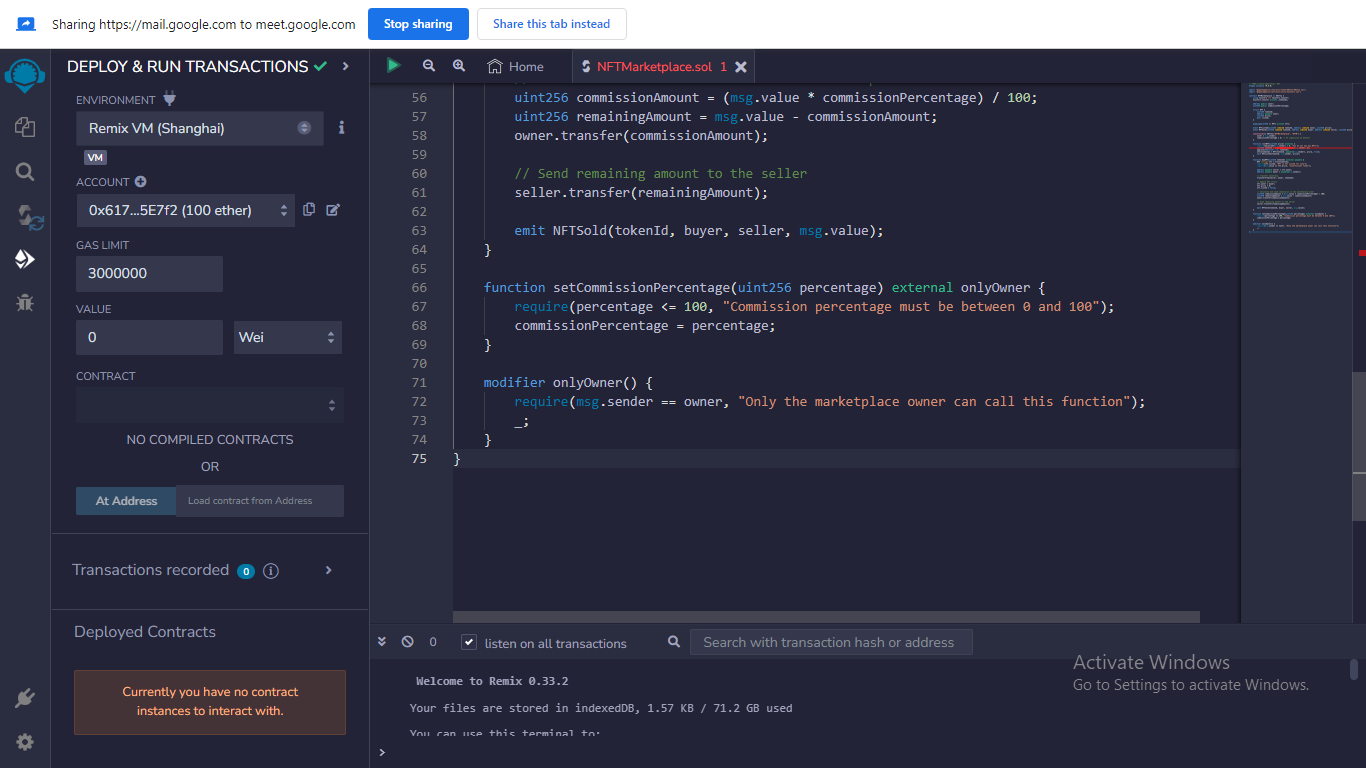 Sharing https://mail.google.com to meet.google.com Stop sharing Share this tab instead
DEPLOY & RUN TRANSACTIONS
ENVIRONMENT
Remix VM (Shanghai)
VM
ACCOUNT
0x617...5E7f2 (100 ether)
GAS LIMIT
3000000
VALUE
0 Wei
CONTRACT
NO COMPILED CONTRACTS
OR
At Address Load contract from Address
Transactions recorded 0
Deployed Contracts
Currently you have no contract
instances to interact with.
Home NFTMarketplace.sol 1
56 uint256 commissionAmount = (msg.value * commissionPercentage) / 100;
57 uint256 remainingAmount = msg.value - commissionAmount;
58 owner.transfer(commissionAmount);
59
60 // Send remaining amount to the seller
61 seller.transfer(remainingAmount);
62
63 emit NFTSold(tokenId, buyer, seller, msg.value);
64 }
65
66 function setCommissionPercentage(uint256 percentage) external onlyOwner {
67 require(percentage <= 100, "Commission percentage must be between 0 and 100");
68 commissionPercentage = percentage;
69 }
70
71 modifier onlyOwner() {
72 require(msg.sender == owner, "Only the marketplace owner can call this function");
73 _;
74 }
75 }
0 listen on all transactions Search with transaction hash or address
Welcome to Remix 0.33.2
Your files are stored in indexedDB, 1.57 KB / 71.2 GB used
You can use this terminal to:
>
Activate Windows
Go to Settings to activate Windows.